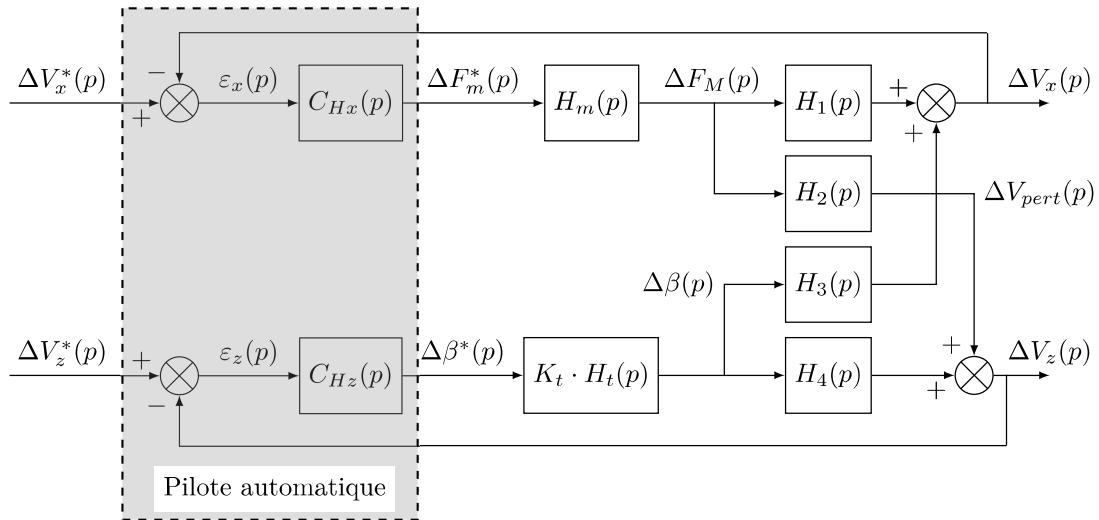 −
ΔV*x(p) εx(p) ΔF*m(p) ΔFM(p) + ΔVx(p)
CHx(p) Hm(p) H1(p)
+ +
H2(p) ΔVpert(p)
Δβ(p) H3(p)
ΔV*z(p) + εz(p) Δβ*(p) + ΔVz(p)
CHz(p) Kt · Ht(p) H4(p)
− +
Pilote automatique